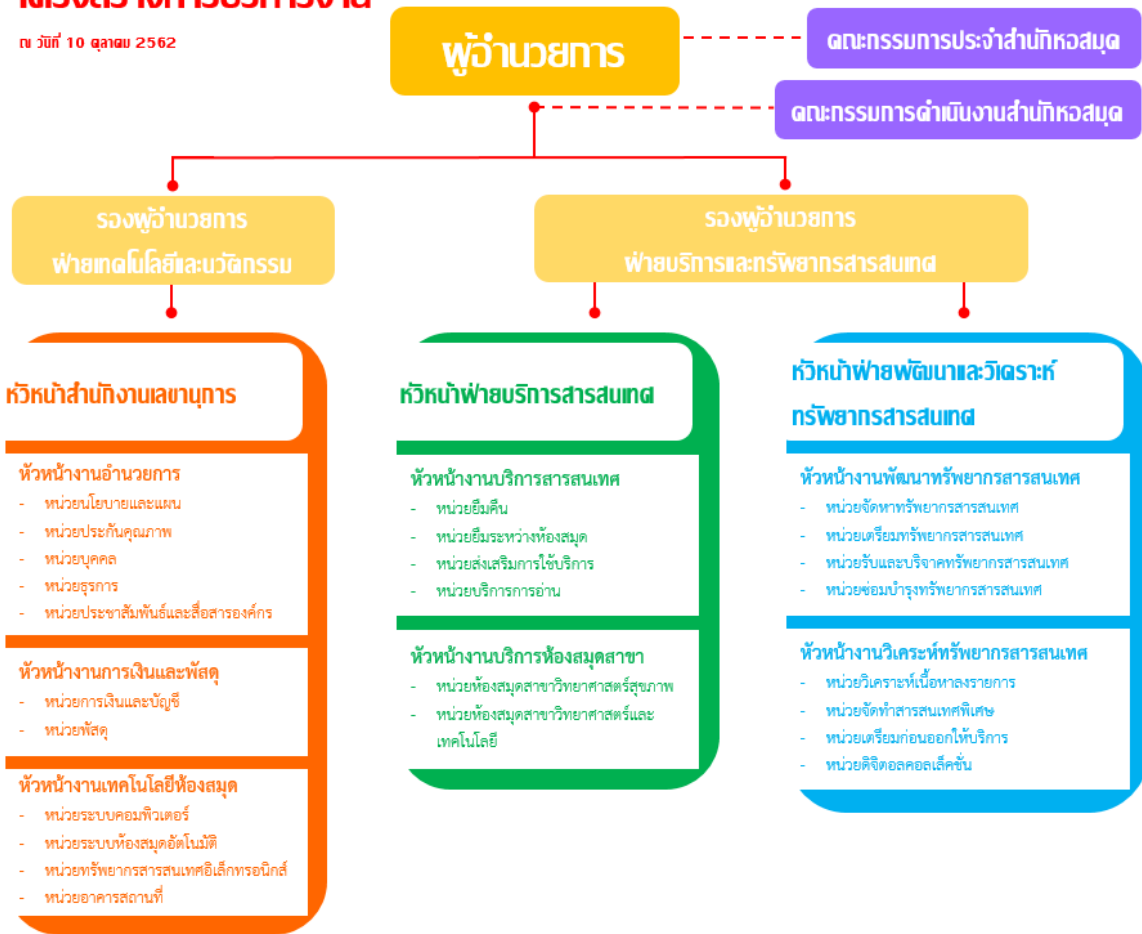 โครงสร้างการบริหารงาน
ณ วันที่ 10 ตุลาคม 2562
ผู้อำนวยการ
คณะกรรมการประจำสำนักหอสมุด
คณะกรรมการดำเนินงานสำนักหอสมุด
รองผู้อำนวยการ
ฝ่ายเทคโนโลยีและนวัตกรรม
รองผู้อำนวยการ
ฝ่ายบริการและทรัพยากรสารสนเทศ
หัวหน้าสำนักงานเลขานุการ
หัวหน้างานอำนวยการ
- หน่วยนโยบายและแผน
- หน่วยประกันคุณภาพ
- หน่วยบุคคล
- หน่วยธุรการ
- หน่วยประชาสัมพันธ์และสื่อสารองค์กร
หัวหน้างานการเงินและพัสดุ
- หน่วยการเงินและบัญชี
- หน่วยพัสดุ
หัวหน้างานเทคโนโลยีห้องสมุด
- หน่วยระบบคอมพิวเตอร์
- หน่วยระบบห้องสมุดอัตโนมัติ
- หน่วยทรัพยากรสารสนเทศอิเล็กทรอนิกส์
- หน่วยอาคารสถานที่
หัวหน้าฝ่ายบริการสารสนเทศ
หัวหน้างานบริการสารสนเทศ
- หน่วยยืมคืน
- หน่วยยืมระหว่างห้องสมุด
- หน่วยส่งเสริมการใช้บริการ
- หน่วยบริการการอ่าน
หัวหน้างานบริการห้องสมุดสาขา
- หน่วยห้องสมุดสาขาวิทยาศาสตร์สุขภาพ
- หน่วยห้องสมุดสาขาวิทยาศาสตร์และ
เทคโนโลยี
หัวหน้าฝ่ายพัฒนาและวิเคราะห์
ทรัพยากรสารสนเทศ
หัวหน้างานพัฒนาทรัพยากรสารสนเทศ
- หน่วยจัดหาทรัพยากรสารสนเทศ
- หน่วยเตรียมทรัพยากรสารสนเทศ
- หน่วยรับและบริจาคทรัพยากรสารสนเทศ
- หน่วยซ่อมบำรุงทรัพยากรสารสนเทศ
หัวหน้างานวิเคระห์ทรัพยากรสารสนเทศ
- หน่วยวิเคราะห์เนื้อหาลงรายการ
- หน่วยจัดทำสารสนเทศพิเศษ
- หน่วยเตรียมก่อนออกให้บริการ
- หน่วยดิจิตอลคอลเล็คชั่น